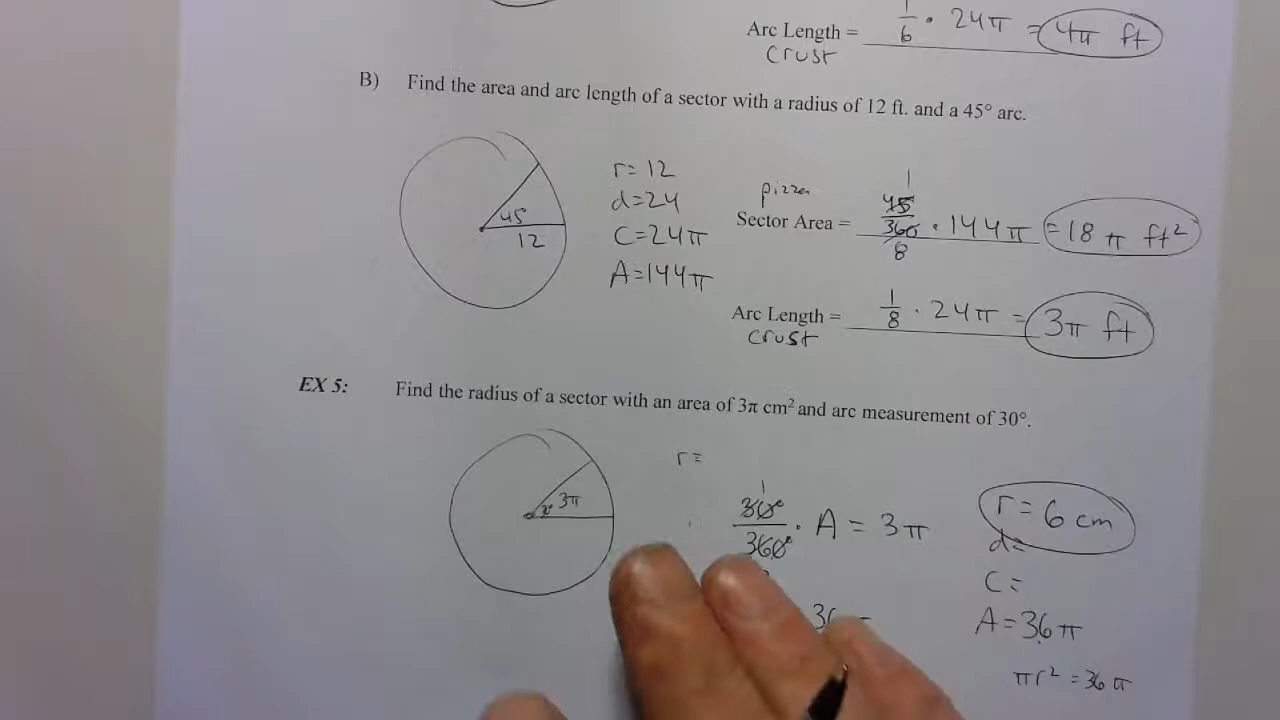 Arc Length = 1/6 · 24π = 4π ft
crust
B) Find the area and arc length of a sector with a radius of 12 ft. and a 45° arc.
r = 12
d = 24
C = 24π
A = 144π
45
12
pizza
1
Sector Area = 45/360 · 144π = 18π ft²
8
Arc Length = 1/8 · 24π = 3π ft
crust
EX 5: Find the radius of a sector with an area of 3π cm² and arc measurement of 30°.
3π
r =
1
30°/360° · A = 3π
r = 6 cm
d =
C =
A = 36π
πr² = 36π